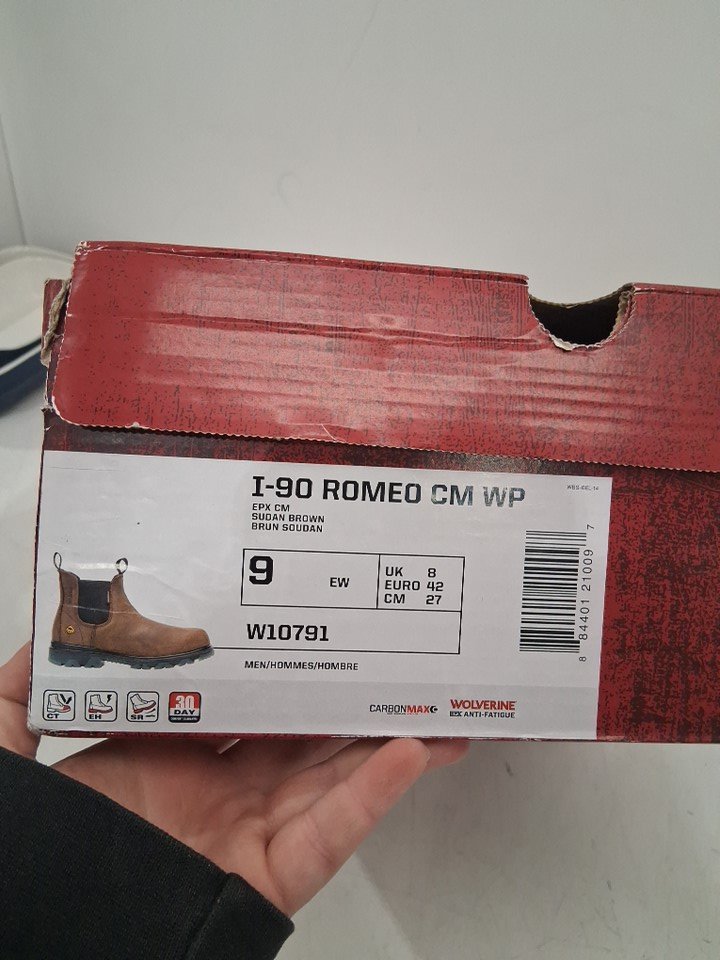 I-90 ROMEO CM WP
EPX CM
SUDAN BROWN
BRUN SOUDAN
9 EW
UK 8
EURO 42
CM 27
W10791
MEN/HOMMES/HOMBRE
CT
EH
SR
30
DAY
CARBONMAX
WOLVERINE
EPX ANTI-FATIGUE
8 84401 21009 7